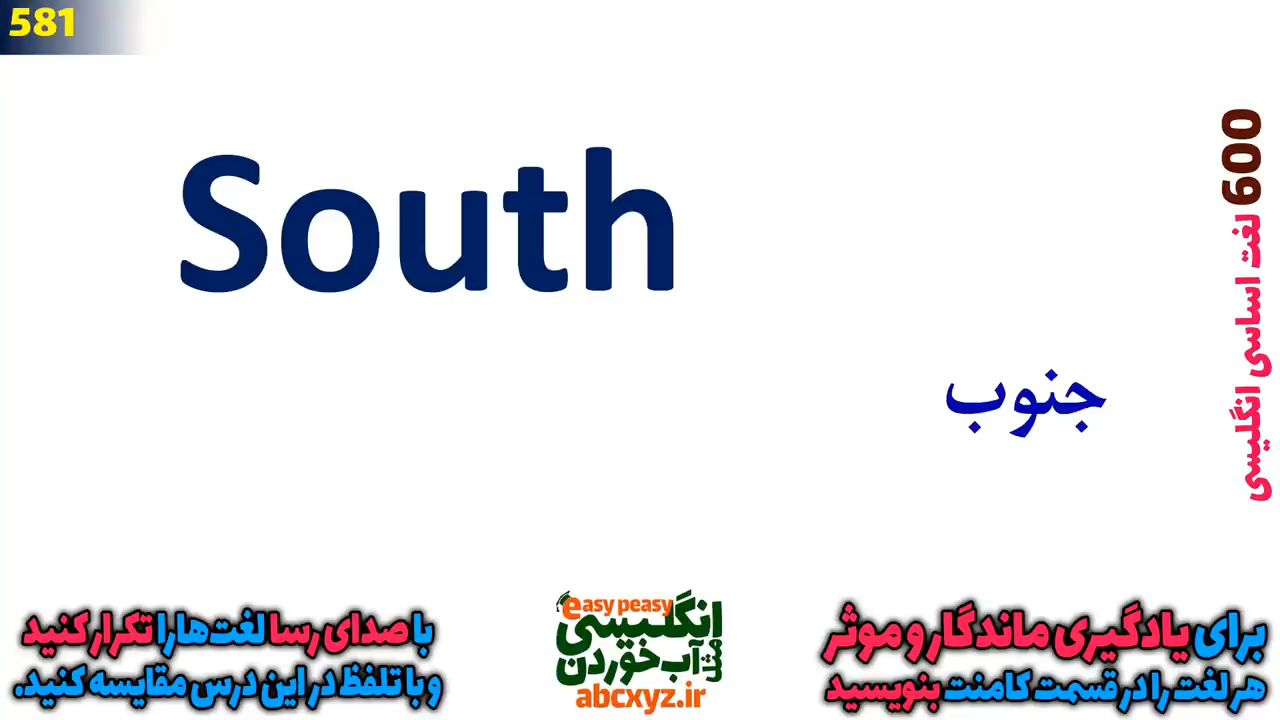 581
South
جنوب
600 لغت اساسی انگلیسی
برای یادگیری ماندگار و موثر
هر لغت را در قسمت کامنت بنویسید
easy peasy
انگلیسی
مثل آب خوردن
abcxyz.ir
با صدای رسا لغت‌ها را تکرار کنید
و با تلفظ در این درس مقایسه کنید.